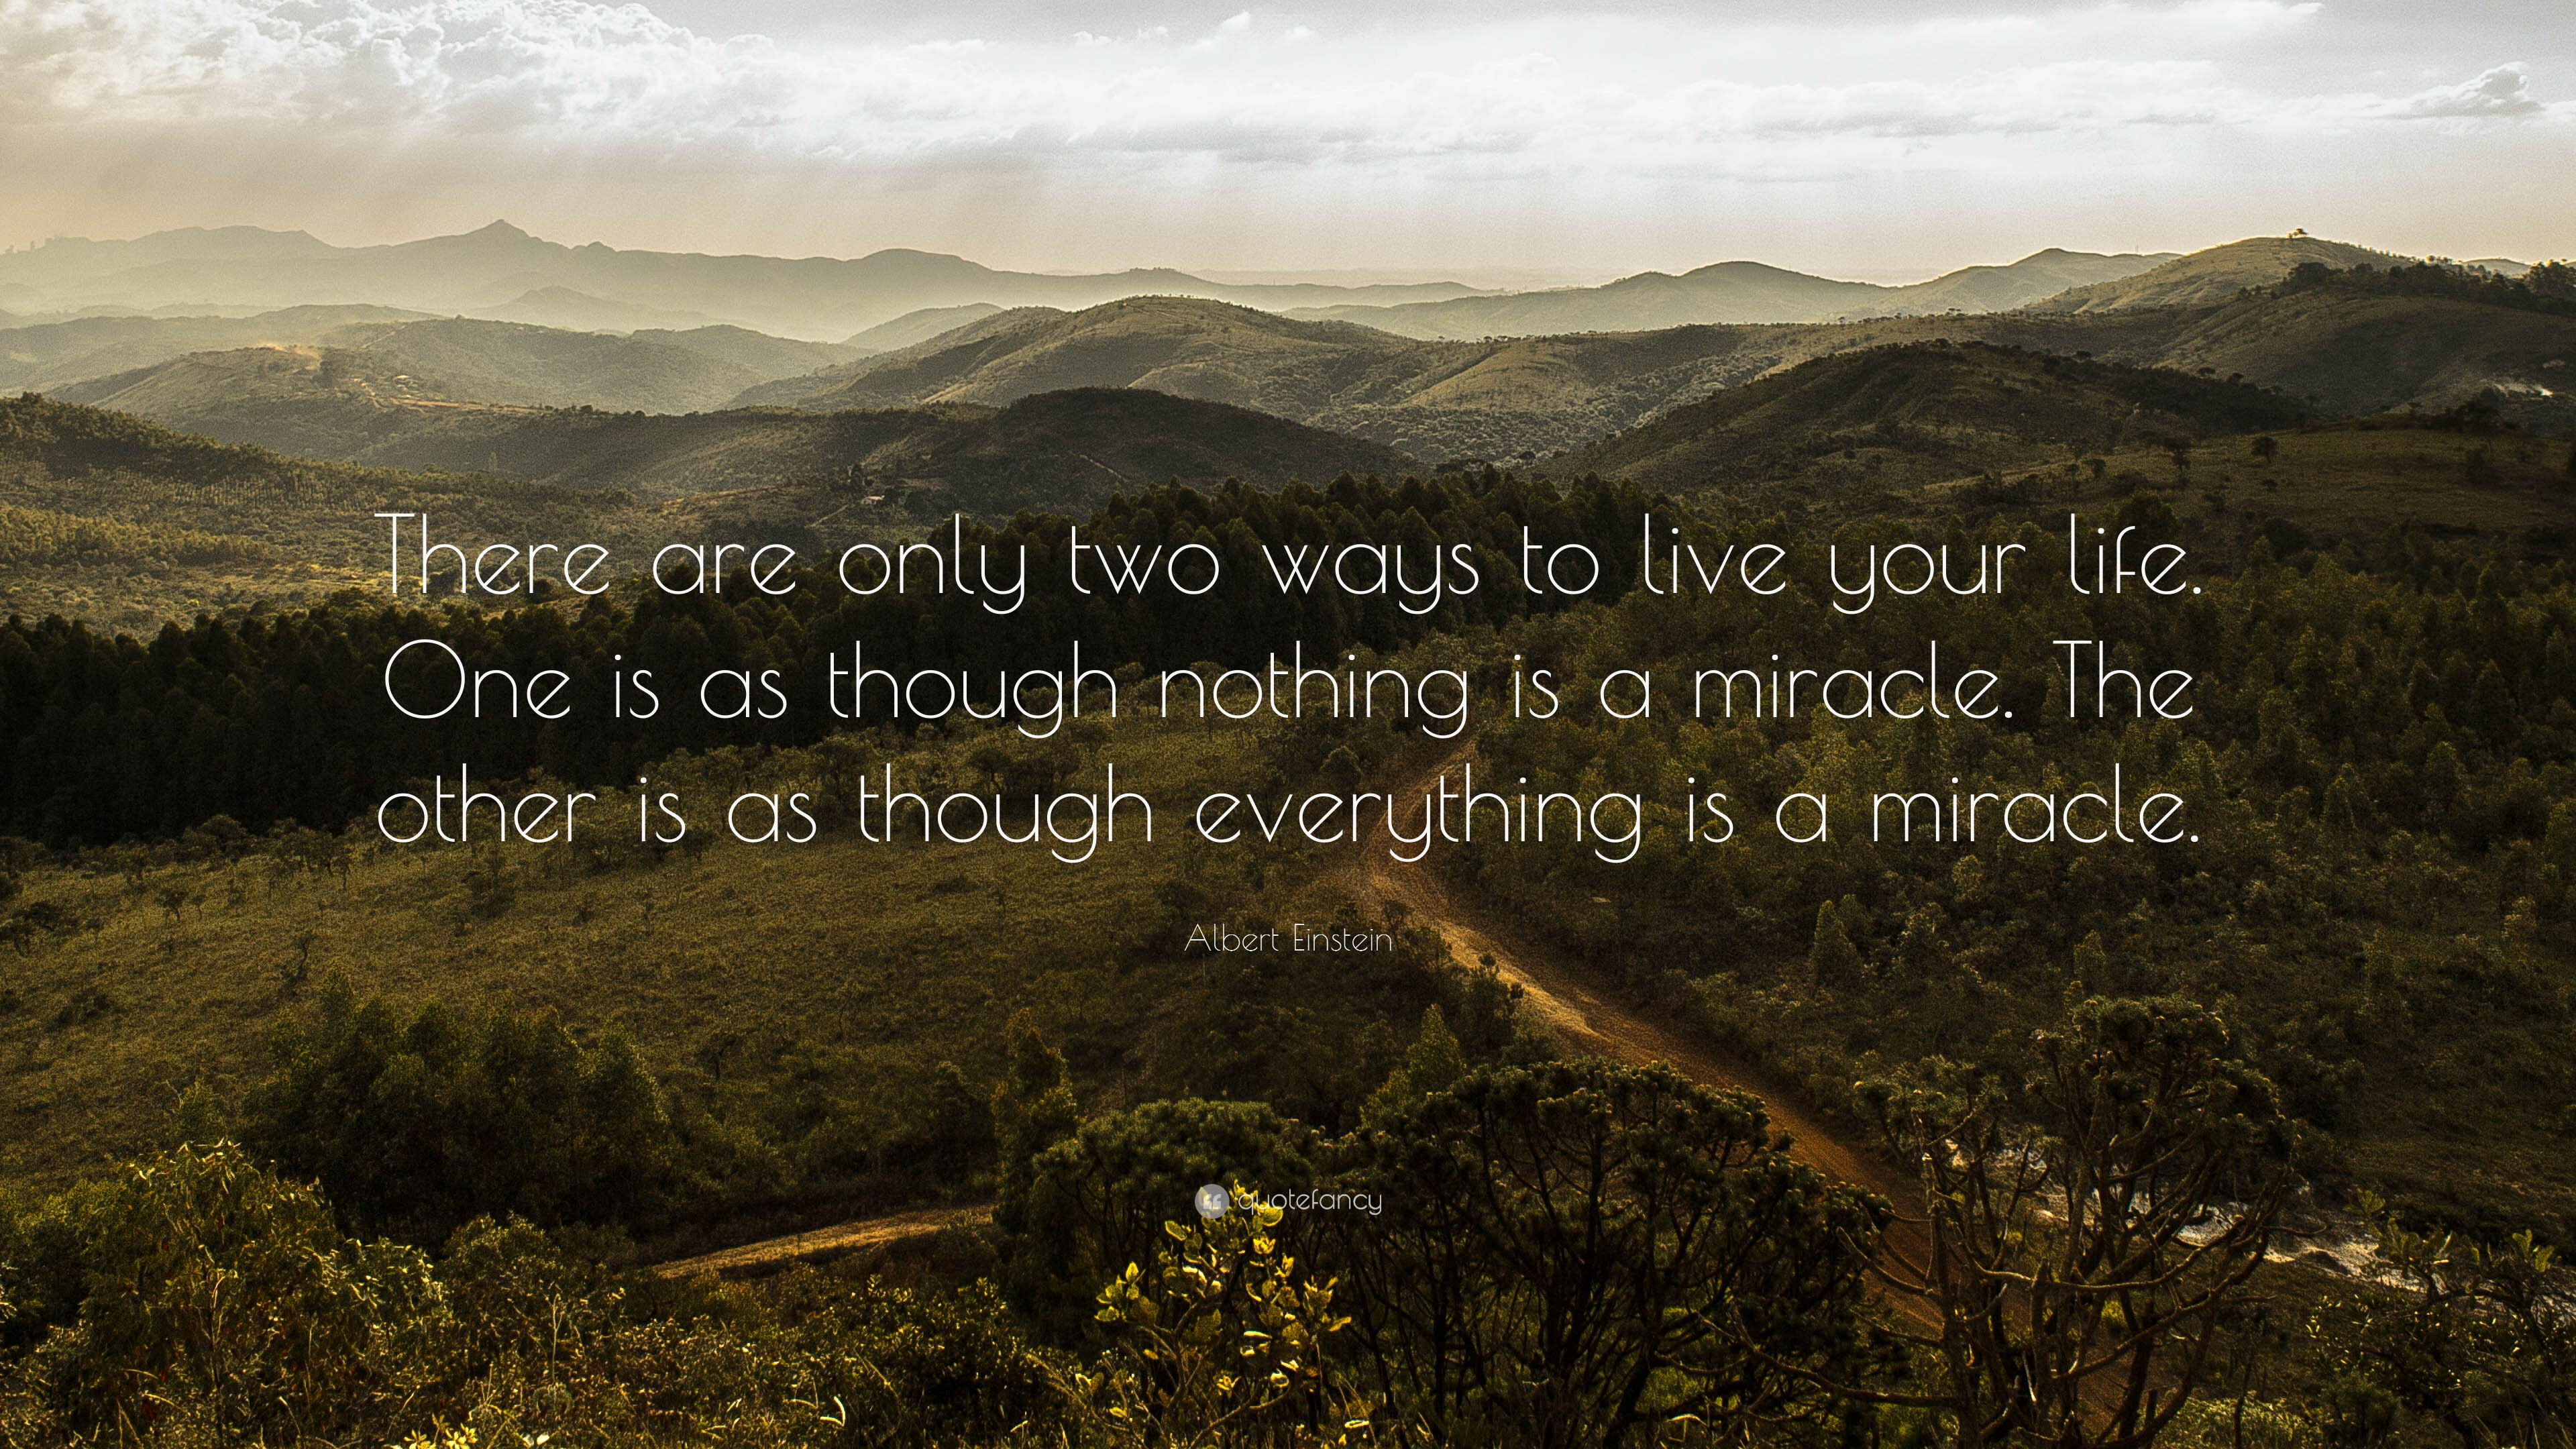 There are only two ways to live your life.
One is as though nothing is a miracle. The
other is as though everything is a miracle.
Albert Einstein
quotefancy